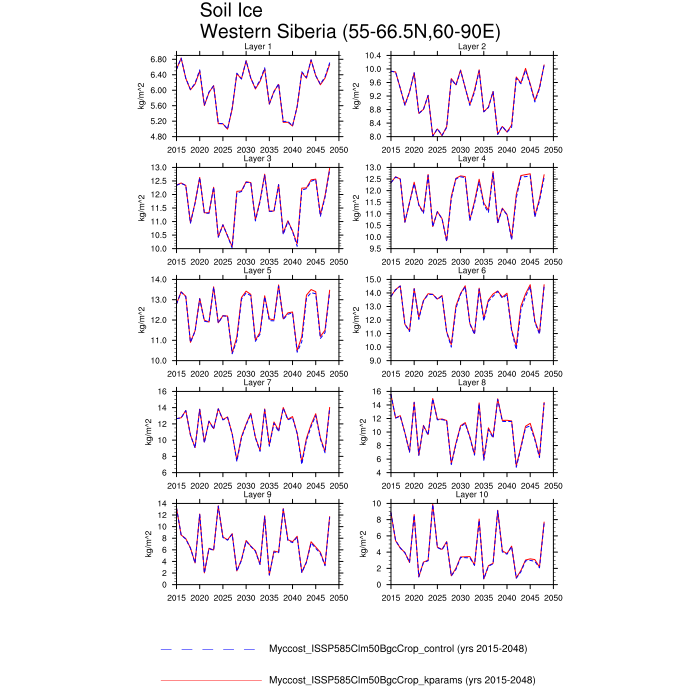 Soil Ice
Western Siberia (55-66.5N,60-90E)
Layer 1
kg/m^2
6.80
6.40
6.00
5.60
5.20
4.80
2015 2020 2025 2030 2035 2040 2045 2050
Layer 2
kg/m^2
10.4
10.0
9.6
9.2
8.8
8.4
8.0
2015 2020 2025 2030 2035 2040 2045 2050
Layer 3
kg/m^2
13.0
12.5
12.0
11.5
11.0
10.5
10.0
2015 2020 2025 2030 2035 2040 2045 2050
Layer 4
kg/m^2
13.0
12.5
12.0
11.5
11.0
10.5
10.0
9.5
2015 2020 2025 2030 2035 2040 2045 2050
Layer 5
kg/m^2
14.0
13.0
12.0
11.0
10.0
2015 2020 2025 2030 2035 2040 2045 2050
Layer 6
kg/m^2
15.0
14.0
13.0
12.0
11.0
10.0
9.0
2015 2020 2025 2030 2035 2040 2045 2050
Layer 7
kg/m^2
16
14
12
10
8
6
2015 2020 2025 2030 2035 2040 2045 2050
Layer 8
kg/m^2
16
14
12
10
8
6
4
2015 2020 2025 2030 2035 2040 2045 2050
Layer 9
kg/m^2
14
12
10
8
6
4
2
0
2015 2020 2025 2030 2035 2040 2045 2050
Layer 10
kg/m^2
10
8
6
4
2
0
2015 2020 2025 2030 2035 2040 2045 2050
Myccost_ISSP585Clm50BgcCrop_control (yrs 2015-2048)
Myccost_ISSP585Clm50BgcCrop_kparams (yrs 2015-2048)